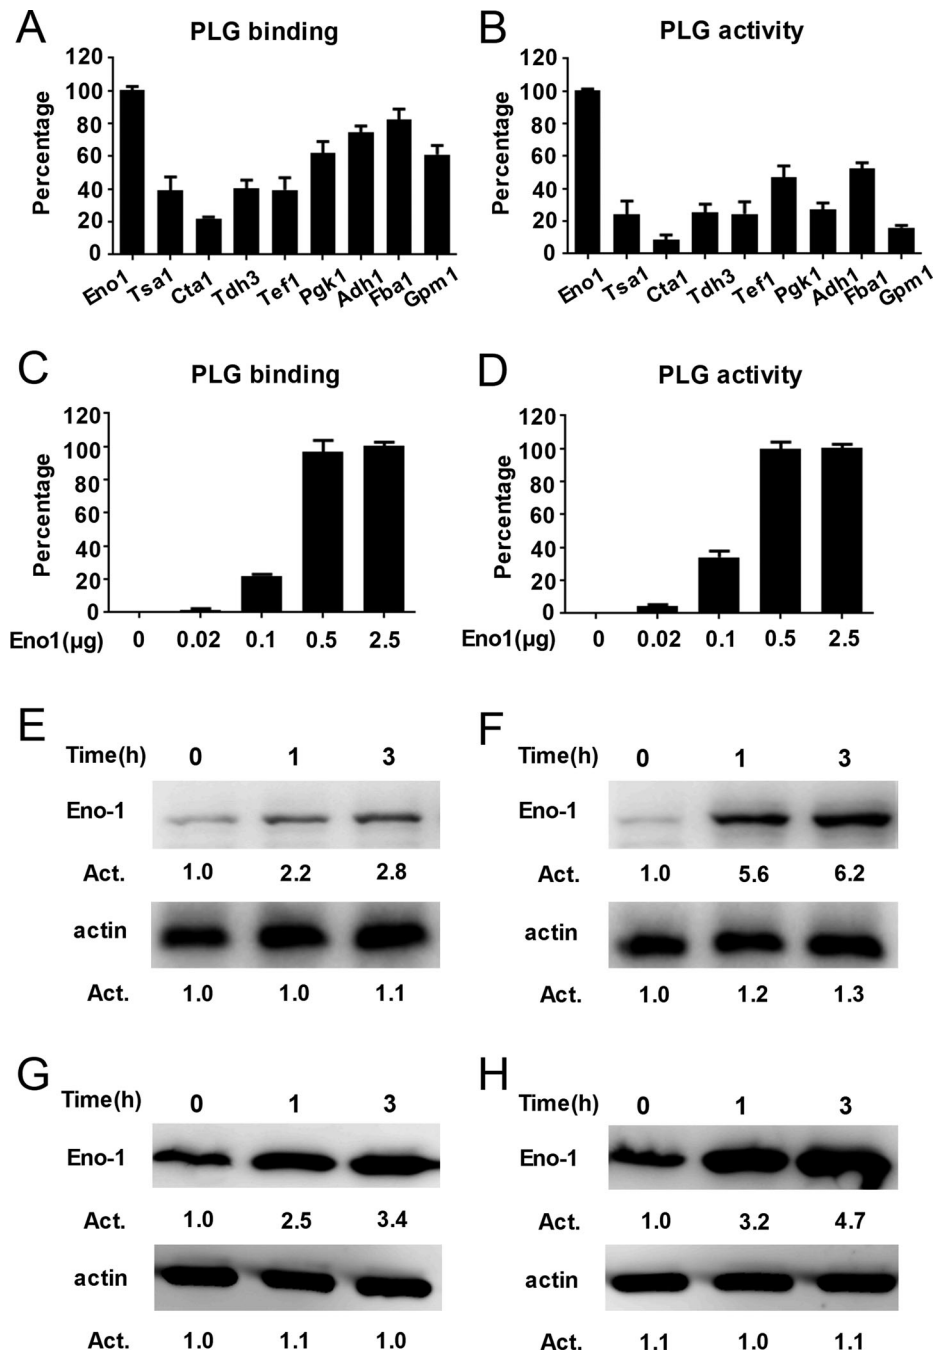 A
PLG binding
Percentage
120
100
80
60
40
20
0
Eno1 Tsa1 Cta1 Tdh3 Tef1 Pgk1 Adh1 Fba1 Gpm1
B
PLG activity
Percentage
120
100
80
60
40
20
0
Eno1 Tsa1 Cta1 Tdh3 Tef1 Pgk1 Adh1 Fba1 Gpm1
C
PLG binding
Percentage
120
100
80
60
40
20
0
Eno1(μg) 0 0.02 0.1 0.5 2.5
D
PLG activity
Percentage
120
100
80
60
40
20
0
Eno1(μg) 0 0.02 0.1 0.5 2.5
E
Time(h) 0 1 3
Eno-1
Act. 1.0 2.2 2.8
actin
Act. 1.0 1.0 1.1
F
Time(h) 0 1 3
Eno-1
Act. 1.0 5.6 6.2
actin
Act. 1.0 1.2 1.3
G
Time(h) 0 1 3
Eno-1
Act. 1.0 2.5 3.4
actin
Act. 1.0 1.1 1.0
H
Time(h) 0 1 3
Eno-1
Act. 1.0 3.2 4.7
actin
Act. 1.1 1.0 1.1